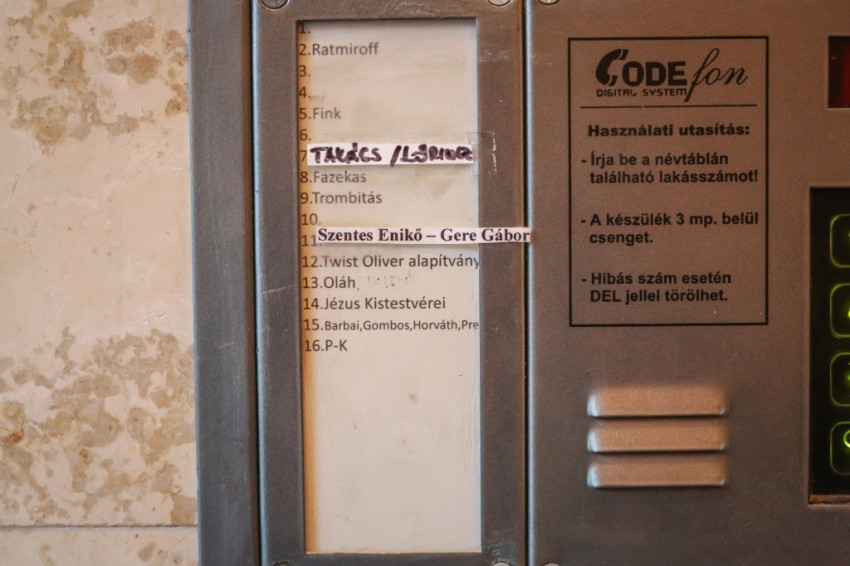 1.
2.Ratmiroff
3.
4.
5.Fink
6.
7 TAKÁCS /LŐRINCZ
8.Fazekas
9.Trombitás
10.
11. Szentes Enikő – Gere Gábor
12.Twist Oliver alapítvány
13.Oláh
14.Jézus Kistestvérei
15.Barbai,Gombos,Horváth,Pre
16.P-K
CODEfon
DIGITAL SYSTEM
Használati utasítás:
- Írja be a névtáblán
található lakásszámot!
- A készülék 3 mp. belül
csenget.
- Hibás szám esetén
DEL jellel törölhet.